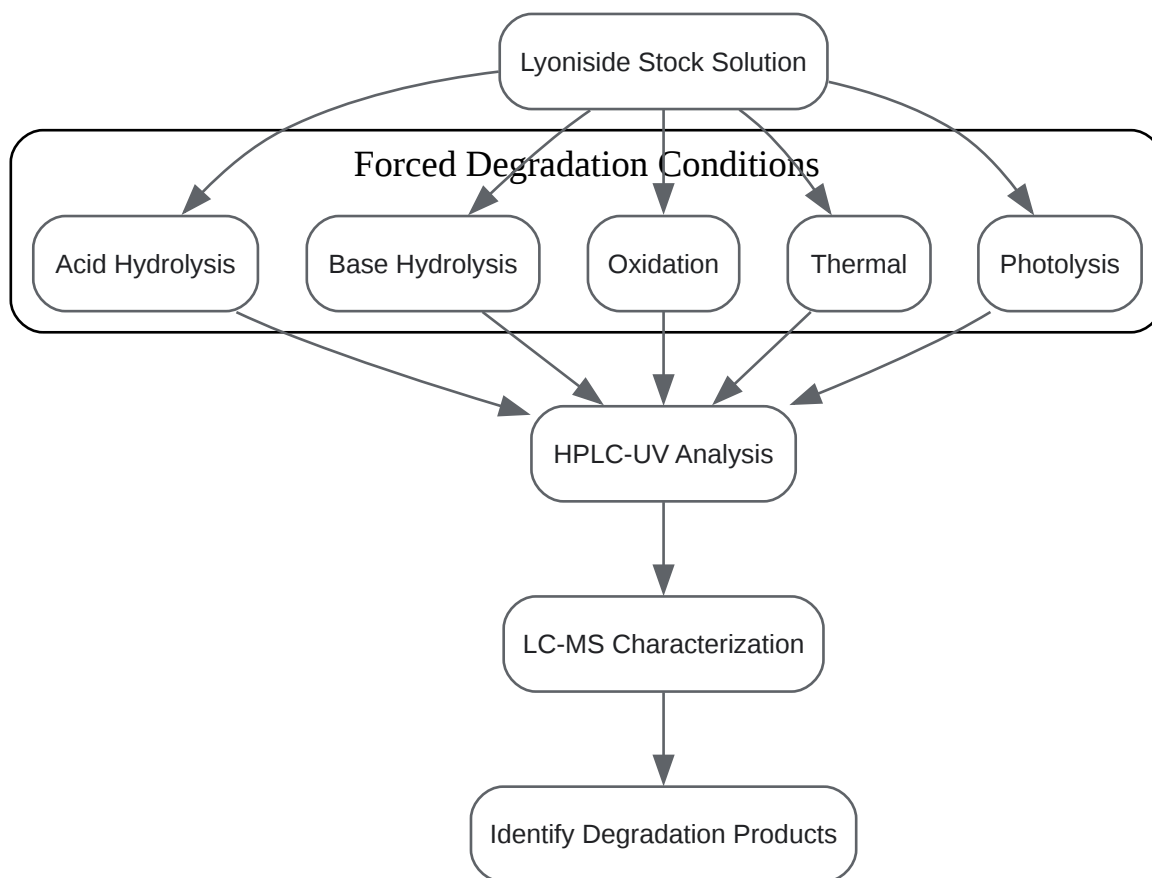 Lyoniside Stock Solution
Forced Degradation Conditions
Acid Hydrolysis
Base Hydrolysis
Oxidation
Thermal
Photolysis
HPLC-UV Analysis
LC-MS Characterization
Identify Degradation Products